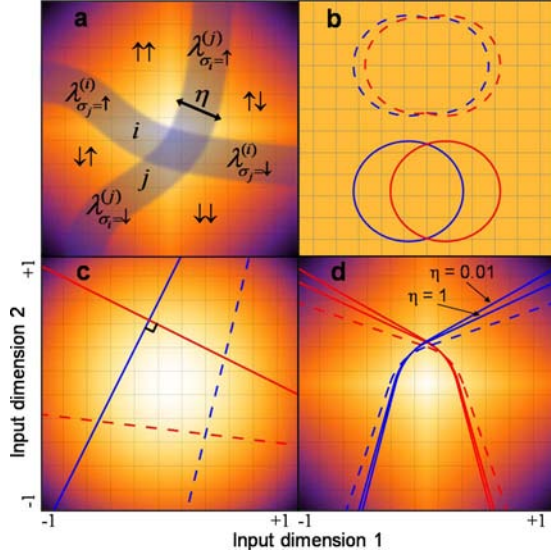 a
↑↑
λ(j)σi=↑
η
λ(i)σj=↑
↑↓
i
↓↑
j
λ(i)σj=↓
λ(j)σi=↓
↓↓
b
c
+1
Input dimension 2
-1
-1
+1
d
η = 0.01
η = 1
-1
+1
Input dimension 1